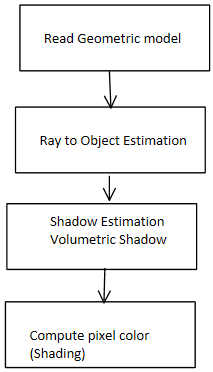 Read Geometric model
Ray to Object Estimation
Shadow Estimation
Volumetric Shadow
Compute pixel color
(Shading)